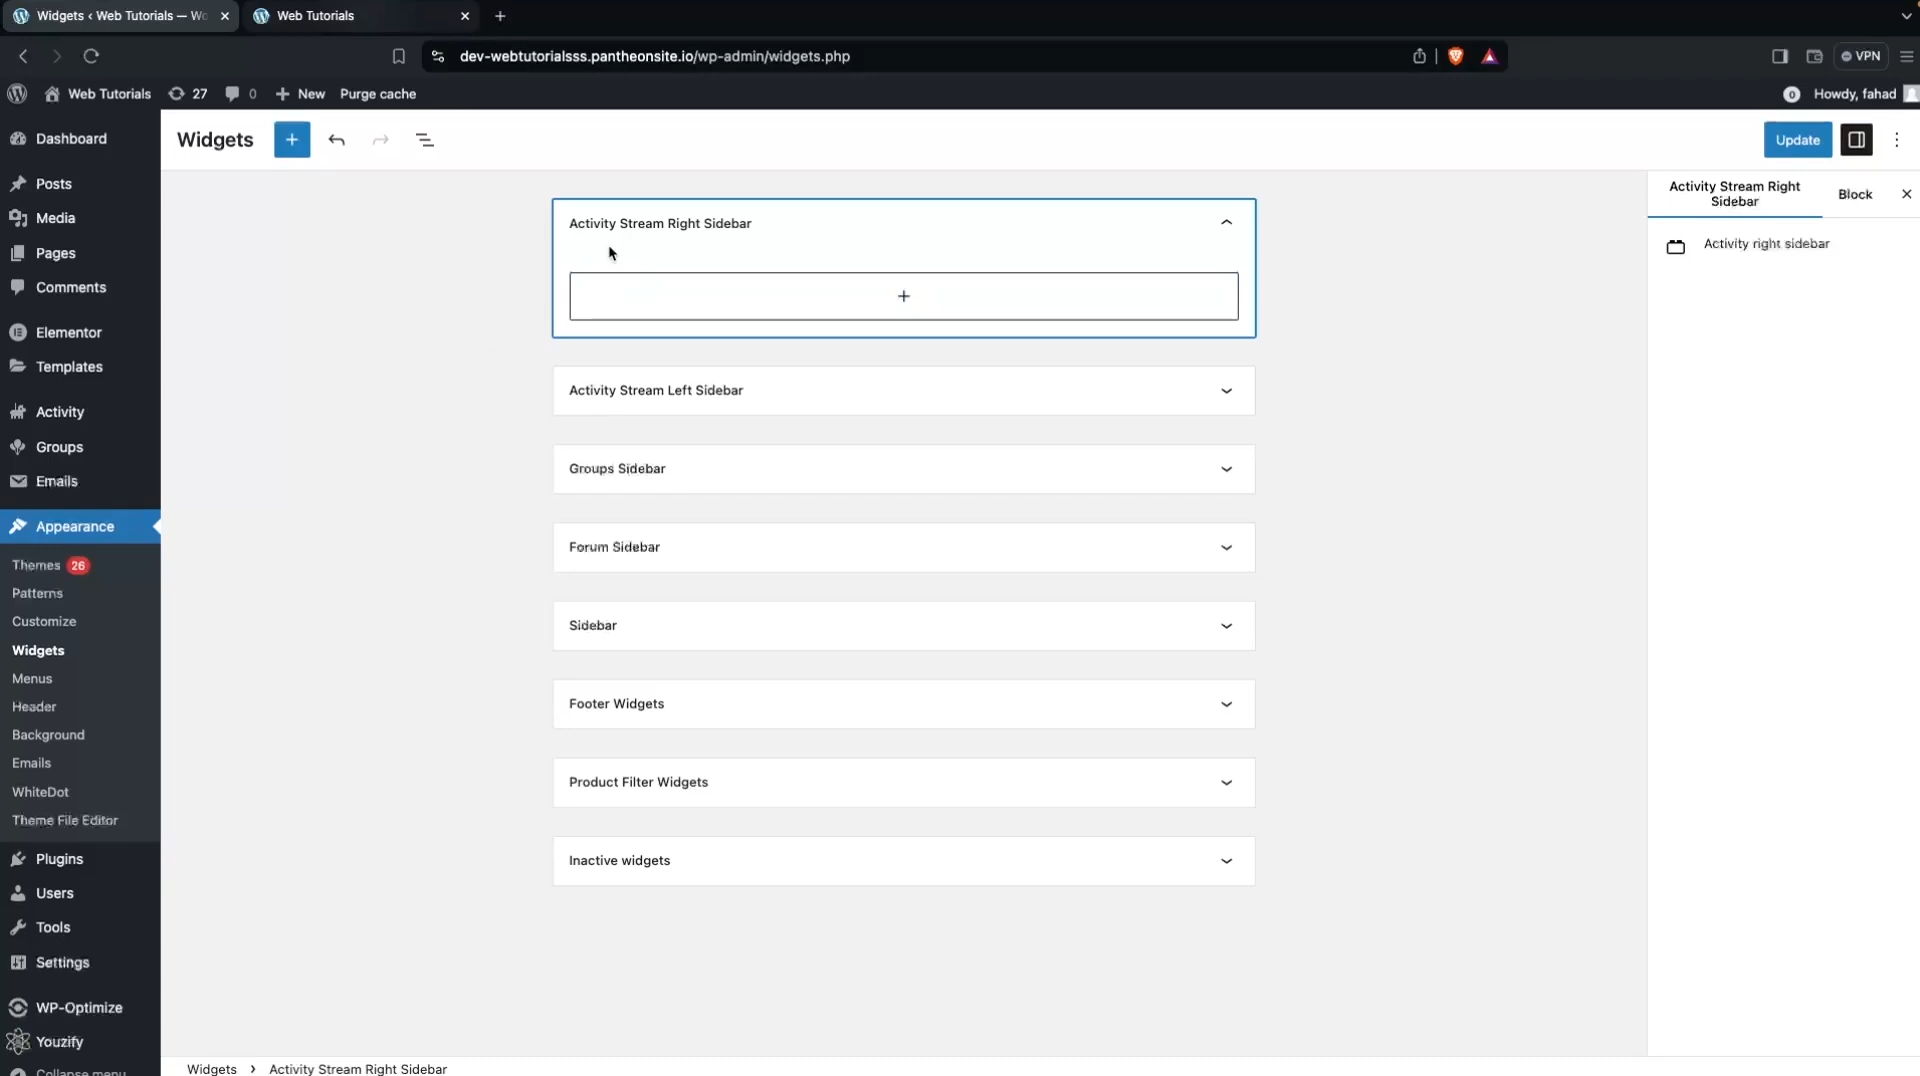 Widgets ‹ Web Tutorials — Wo
Web Tutorials
dev-webtutorialsss.pantheonsite.io/wp-admin/widgets.php
VPN
Web Tutorials
27
0
New
Purge cache
0
Howdy, fahad
Dashboard
Posts
Media
Pages
Comments
Elementor
Templates
Activity
Groups
Emails
Appearance
Themes 26
Patterns
Customize
Widgets
Menus
Header
Background
Emails
WhiteDot
Theme File Editor
Plugins
Users
Tools
Settings
WP-Optimize
Youzify
Collapse menu
Widgets
Update
Activity Stream Right Sidebar
Activity Stream Left Sidebar
Groups Sidebar
Forum Sidebar
Sidebar
Footer Widgets
Product Filter Widgets
Inactive widgets
Activity Stream Right
Sidebar
Block
Activity right sidebar
Widgets › Activity Stream Right Sidebar